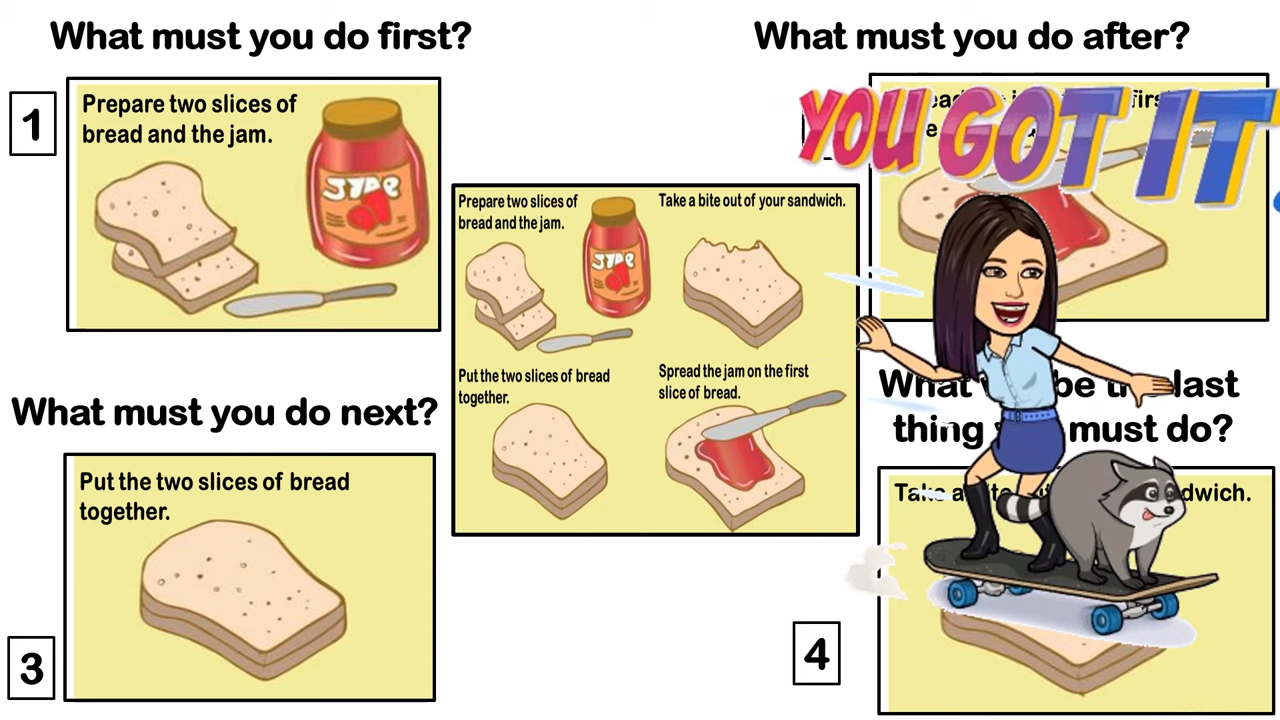 What must you do first?
1
Prepare two slices of
bread and the jam.
What must you do after?
YOU GOT IT
Prepare two slices of
bread and the jam.
Take a bite out of your sandwich.
Put the two slices of bread
together.
Spread the jam on the first
slice of bread.
What must you do next?
Put the two slices of bread
together.
3
What be last
thing must do?
4